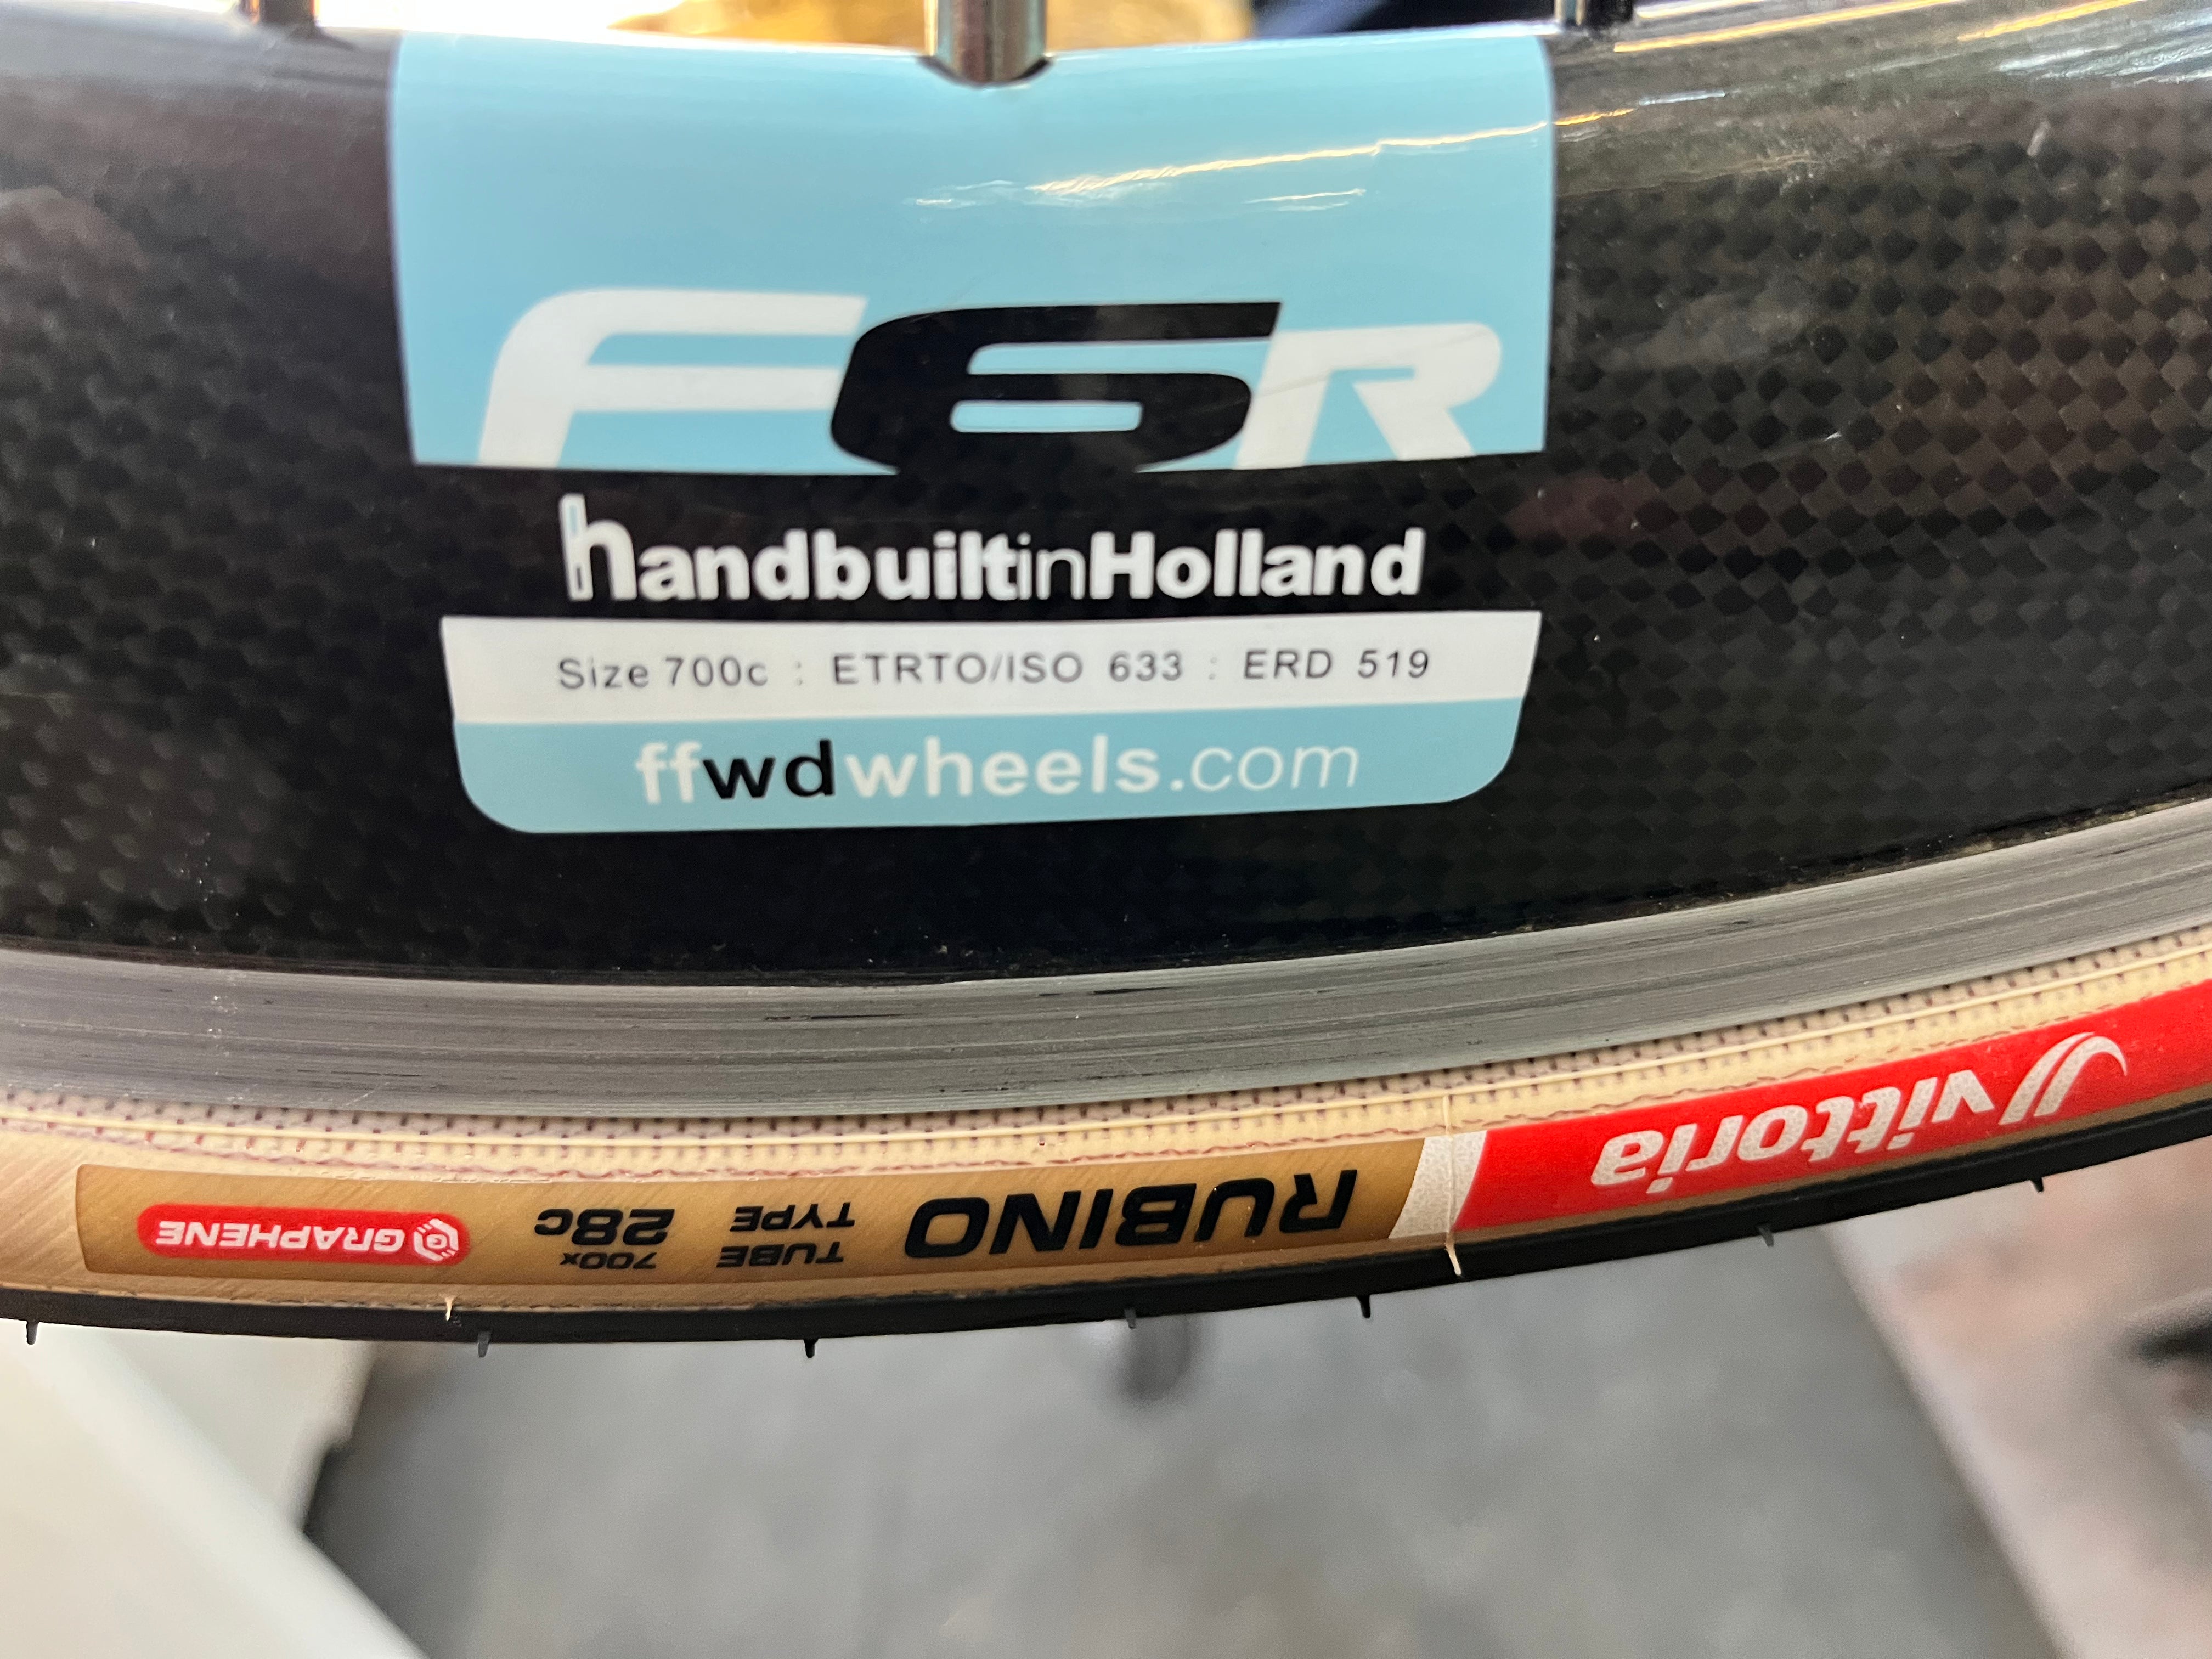 F6R
handbuiltinHolland
Size 700c : ETRTO/ISO 633 : ERD 519
ffwdwheels.com
vittoria
RUBINO
TUBE
TYPE
700x
28c
GRAPHENE